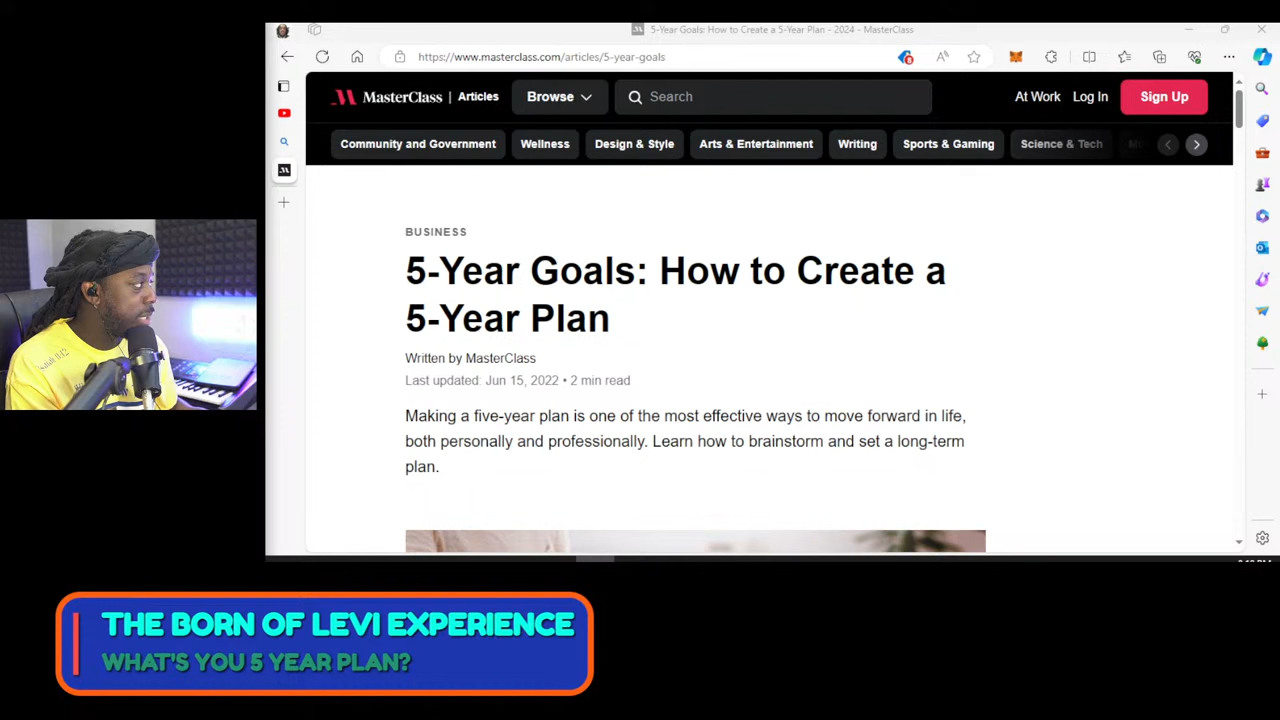 5-Year Goals: How to Create a 5-Year Plan - 2024 - MasterClass
https://www.masterclass.com/articles/5-year-goals
MasterClass | Articles
Browse
Search
At Work
Log In
Sign Up
Community and Government
Wellness
Design & Style
Arts & Entertainment
Writing
Sports & Gaming
Science & Tech
BUSINESS
5-Year Goals: How to Create a
5-Year Plan
Written by MasterClass
Last updated: Jun 15, 2022 • 2 min read
Making a five-year plan is one of the most effective ways to move forward in life,
both personally and professionally. Learn how to brainstorm and set a long-term
plan.
THE BORN OF LEVI EXPERIENCE
WHAT'S YOU 5 YEAR PLAN?